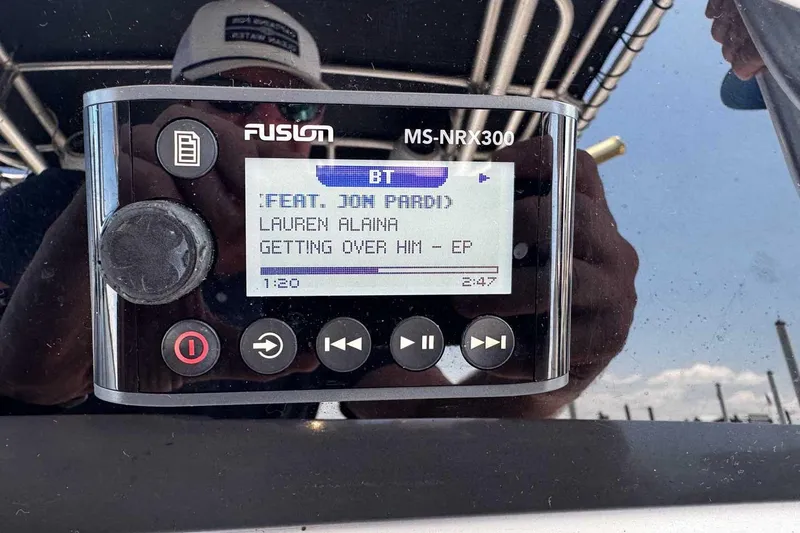 FUSION
MS-NRX300
BT
(FEAT. JON PARDI)
LAUREN ALAINA
GETTING OVER HIM - EP
1:20
2:47